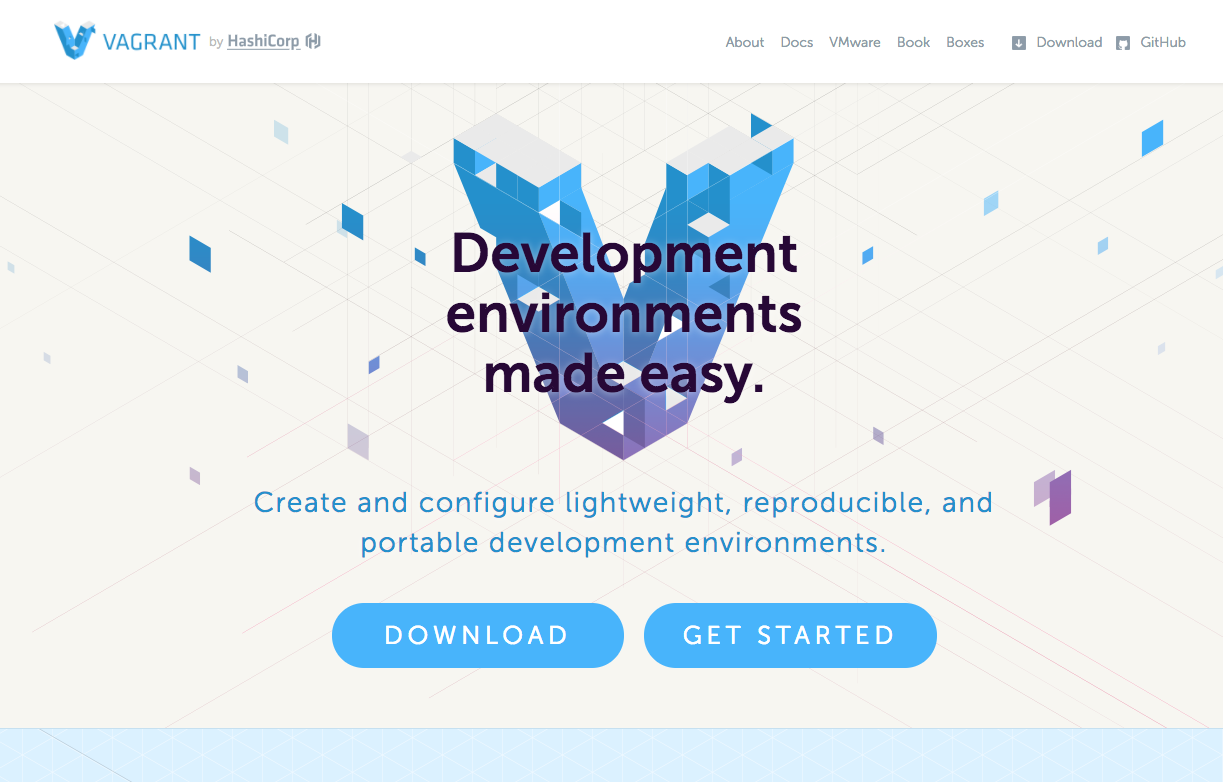 VAGRANT by HashiCorp
About Docs VMware Book Boxes Download GitHub
Development
environments
made easy.
Create and configure lightweight, reproducible, and
portable development environments.
DOWNLOAD GET STARTED